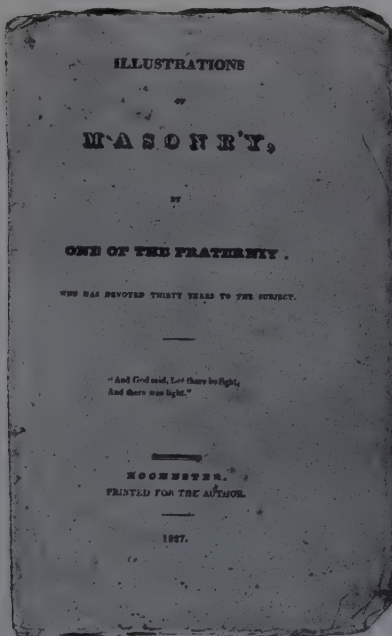 ILLUSTRATIONS
OF
MASONRY,
BY
ONE OF THE FRATERNITY.
WHO HAS DEVOTED THIRTY YEARS TO THE SUBJECT.
"And God said, Let there be light,
And there was light."
ROCHESTER.
PRINTED FOR THE AUTHOR.
1827.